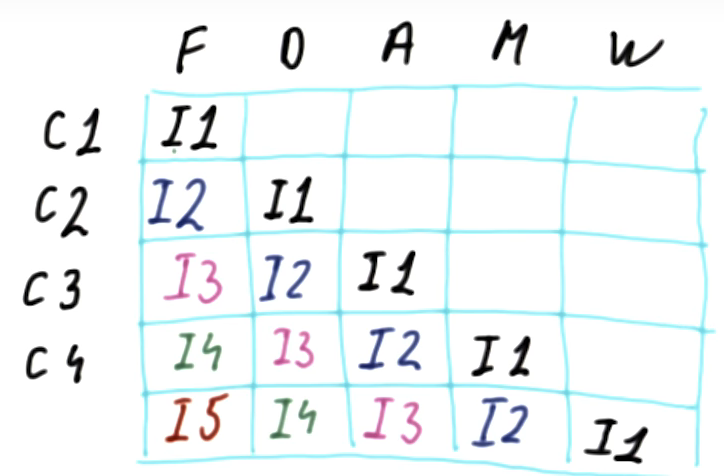 F D A M W
C1 I1
C2 I2 I1
C3 I3 I2 I1
C4 I4 I3 I2 I1
I5 I4 I3 I2 I1